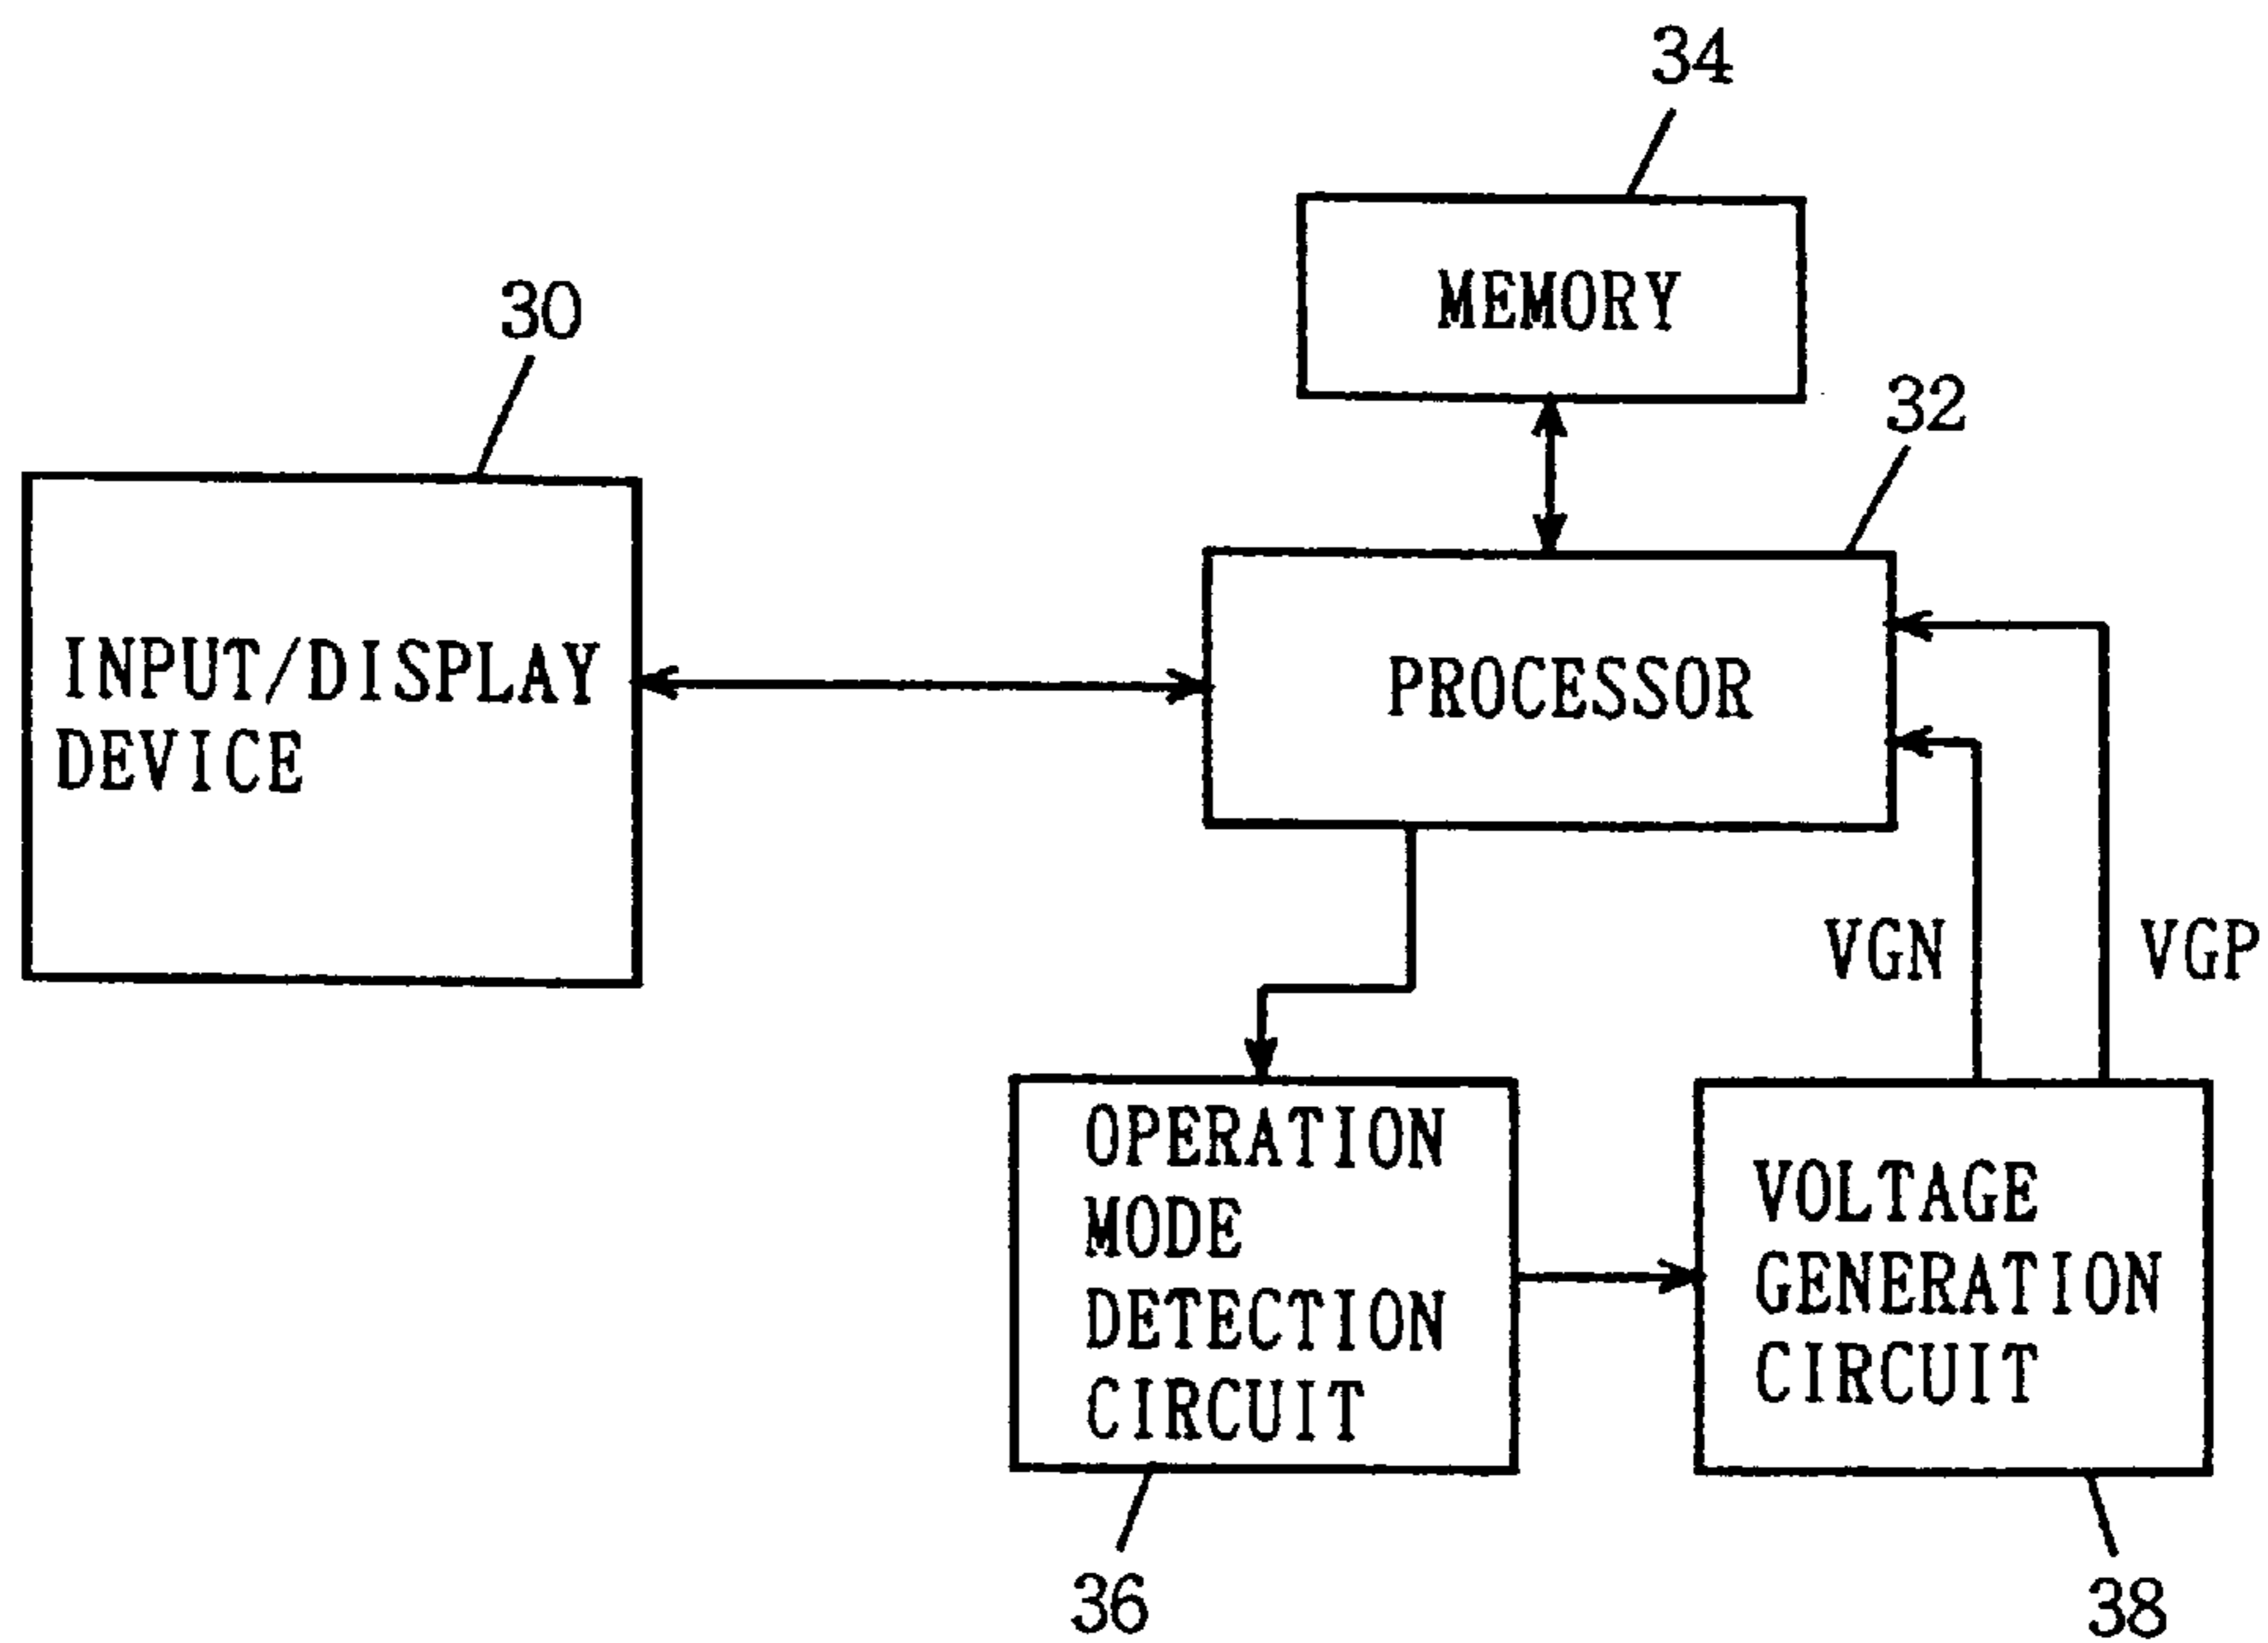 34
MEMORY
30
32
INPUT/DISPLAY
DEVICE
PROCESSOR
VGN
VGP
OPERATION
MODE
DETECTION
CIRCUIT
VOLTAGE
GENERATION
CIRCUIT
36
38